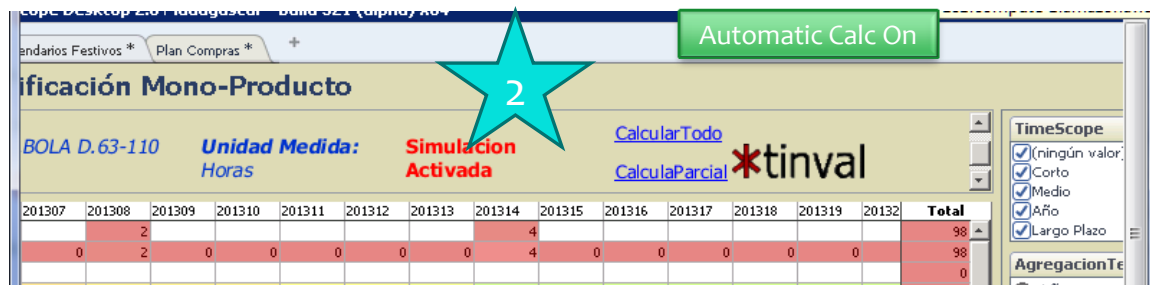 Automatic Calc On
endarios Festivos * Plan Compras * +
ificación Mono-Producto
2
BOLA D.63-110 Unidad Medida: Horas
Simulacion Activada
CalcularTodo
CalculaParcial
tinval
TimeScope
(ningún valor)
Corto
Medio
Año
Largo Plazo
201307 201308 201309 201310 201311 201312 201313 201314 201315 201316 201317 201318 201319 20132 Total
2 4 98
0 2 0 0 0 0 0 4 0 0 0 0 0 98
0
AgregacionTe